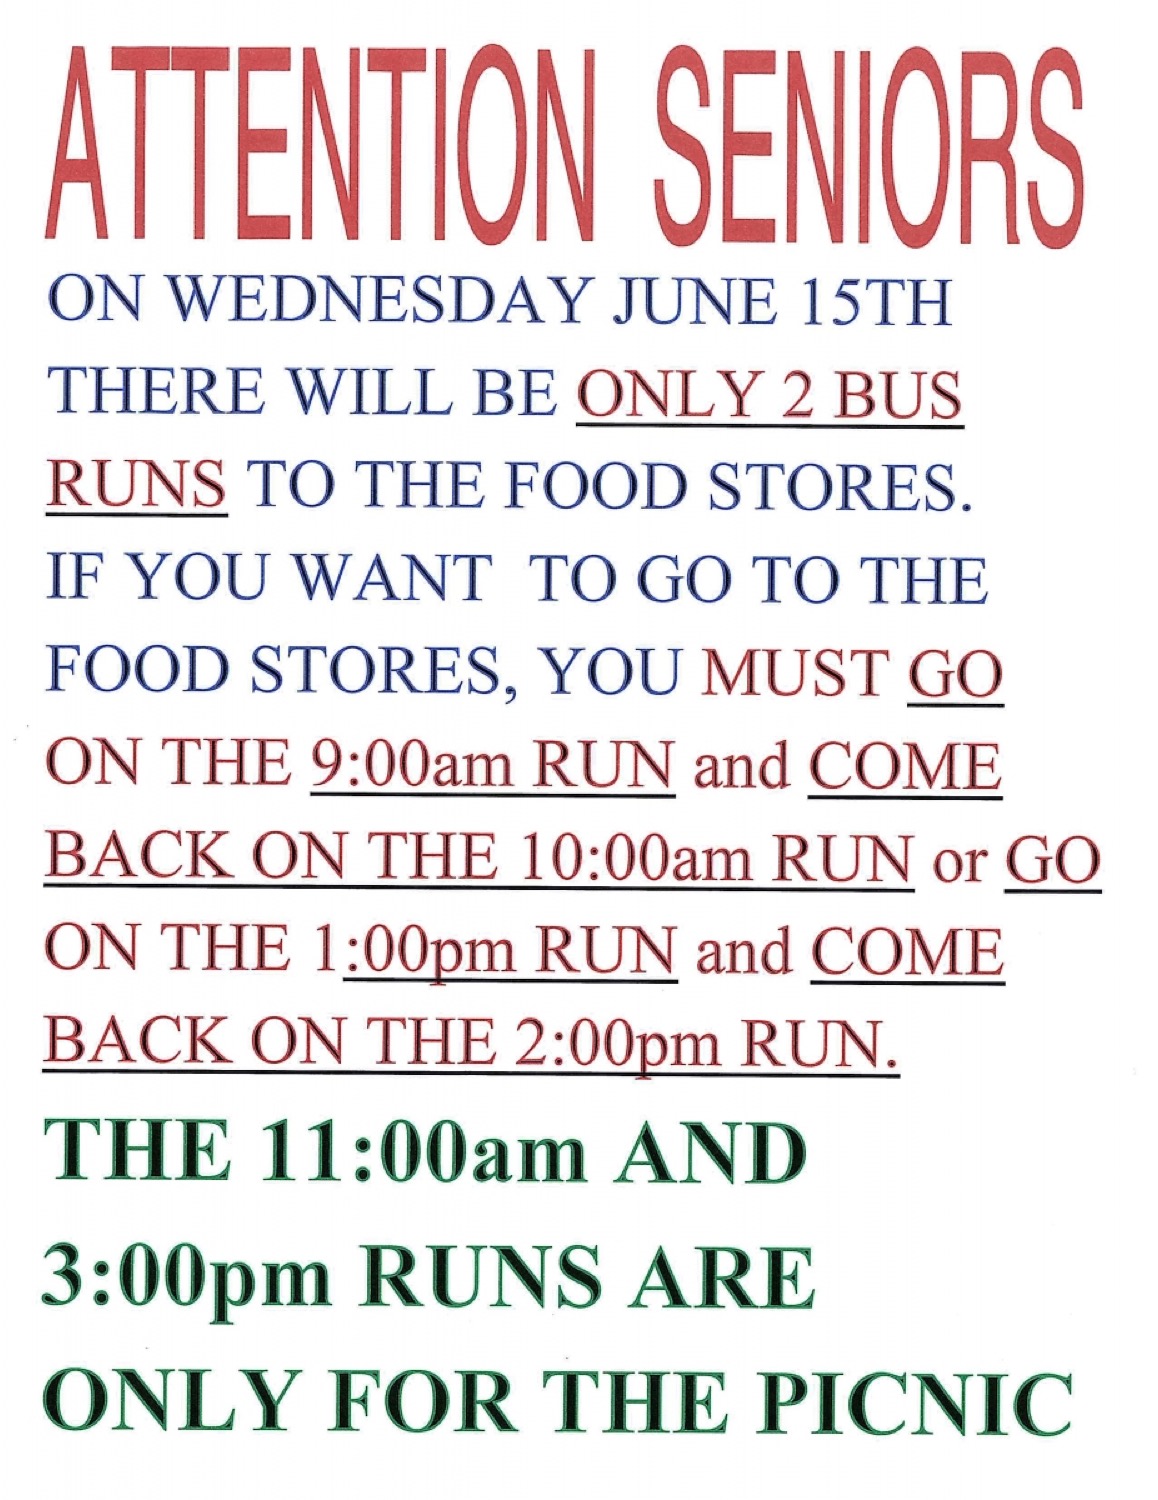 ATTENTION SENIORS
ON WEDNESDAY JUNE 15TH
THERE WILL BE ONLY 2 BUS
RUNS TO THE FOOD STORES.
IF YOU WANT TO GO TO THE
FOOD STORES, YOU MUST GO
ON THE 9:00am RUN and COME
BACK ON THE 10:00am RUN or GO
ON THE 1:00pm RUN and COME
BACK ON THE 2:00pm RUN.
THE 11:00am AND
3:00pm RUNS ARE
ONLY FOR THE PICNIC